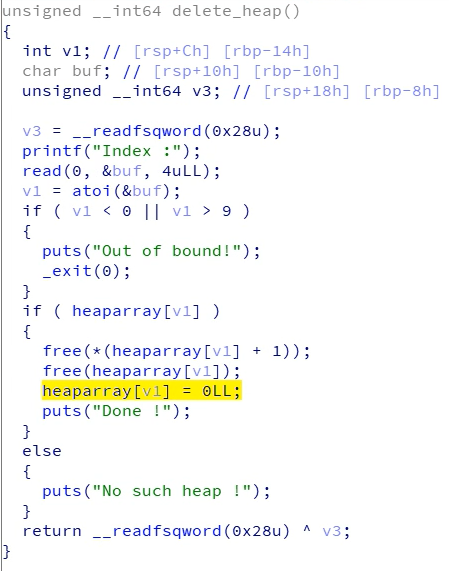 unsigned __int64 delete_heap()
{
int v1; // [rsp+Ch] [rbp-14h]
char buf; // [rsp+10h] [rbp-10h]
unsigned __int64 v3; // [rsp+18h] [rbp-8h]
v3 = __readfsqword(0x28u);
printf("Index :");
read(0, &buf, 4uLL);
v1 = atoi(&buf);
if ( v1 < 0 || v1 > 9 )
{
puts("Out of bound!");
_exit(0);
}
if ( heaparray[v1] )
{
free(*(heaparray[v1] + 1));
free(heaparray[v1]);
heaparray[v1] = 0LL;
puts("Done !");
}
else
{
puts("No such heap !");
}
return __readfsqword(0x28u) ^ v3;
}